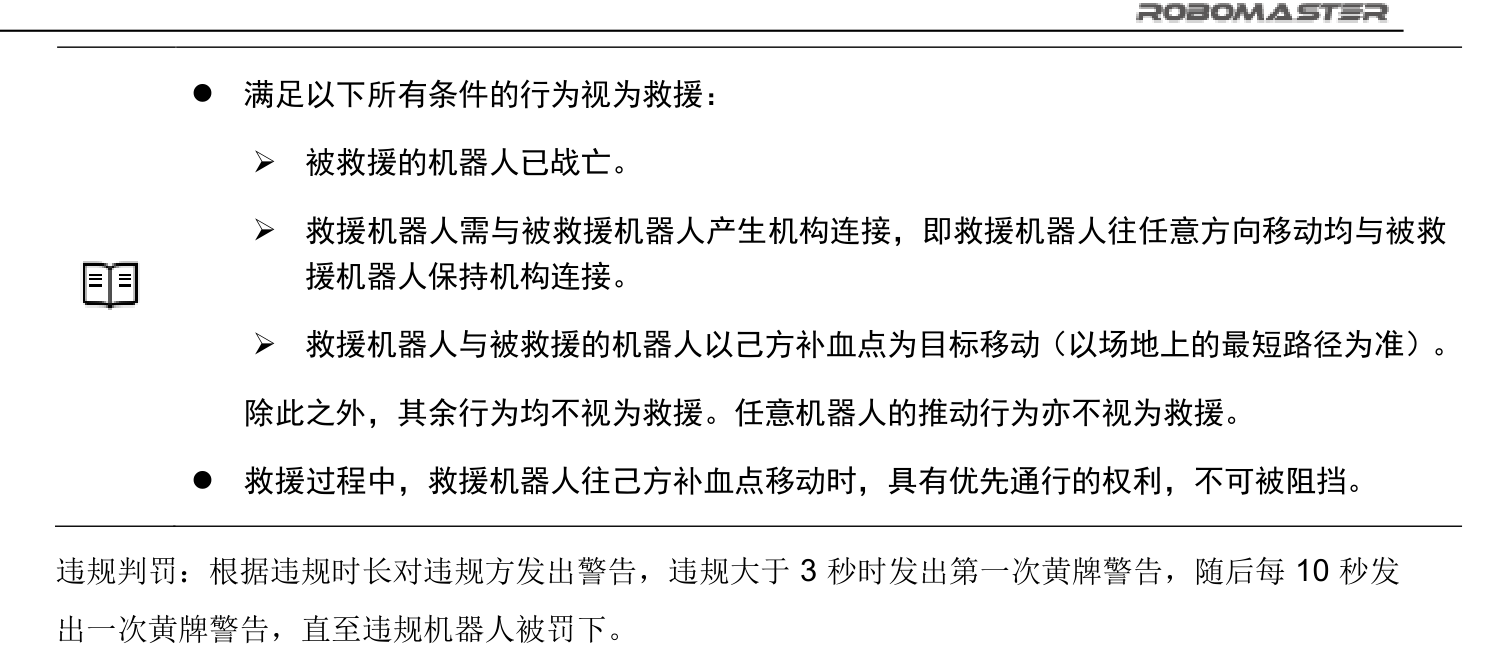 ROBOMASTER
● 满足以下所有条件的行为视为救援：
➢ 被救援的机器人已战亡。
➢ 救援机器人需与被救援机器人产生机构连接，即救援机器人往任意方向移动均与被救
援机器人保持机构连接。
➢ 救援机器人与被救援的机器人以己方补血点为目标移动（以场地上的最短路径为准）。
除此之外，其余行为均不视为救援。任意机器人的推动行为亦不视为救援。
● 救援过程中，救援机器人往己方补血点移动时，具有优先通行的权利，不可被阻挡。
违规判罚：根据违规时长对违规方发出警告，违规大于 3 秒时发出第一次黄牌警告，随后每 10 秒发
出一次黄牌警告，直至违规机器人被罚下。